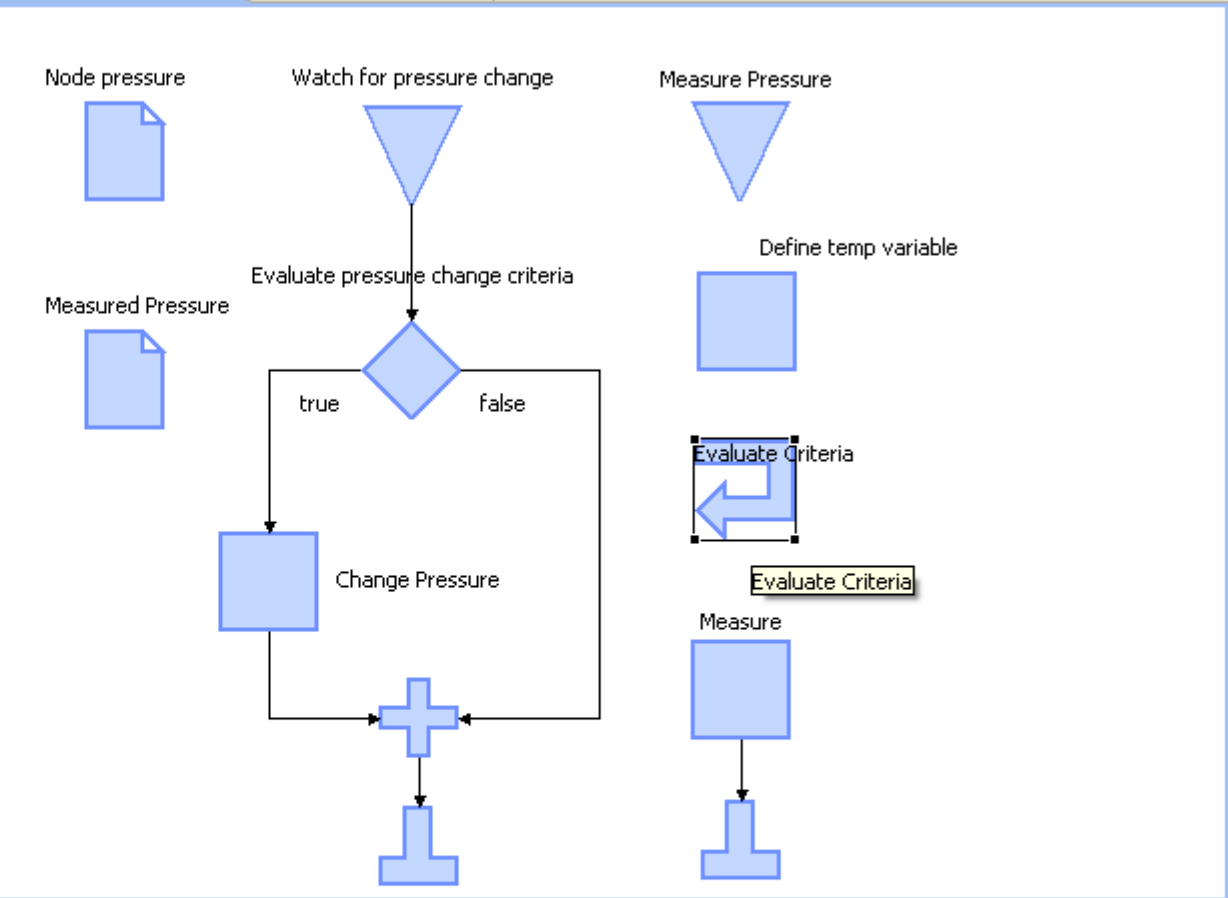 Node pressure
Watch for pressure change
Measure Pressure
Define temp variable
Evaluate pressure change criteria
Measured Pressure
true
false
Evaluate Criteria
Change Pressure
Evaluate Criteria
Measure